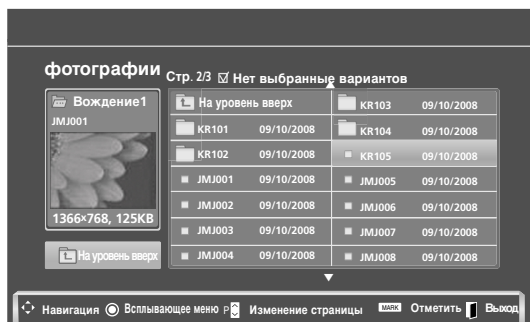 фотографии Стр. 2/3 Нет выбранные вариантов
Вождение1
JMJ001
1366×768, 125KB
На уровень вверх
На уровень вверх
KR101 09/10/2008
KR102 09/10/2008
JMJ001 09/10/2008
JMJ002 09/10/2008
JMJ003 09/10/2008
JMJ004 09/10/2008
KR103 09/10/2008
KR104 09/10/2008
KR105 09/10/2008
JMJ005 09/10/2008
JMJ006 09/10/2008
JMJ007 09/10/2008
JMJ008 09/10/2008
Навигация Всплывающее меню P Изменение страницы MARK Отметить Выход